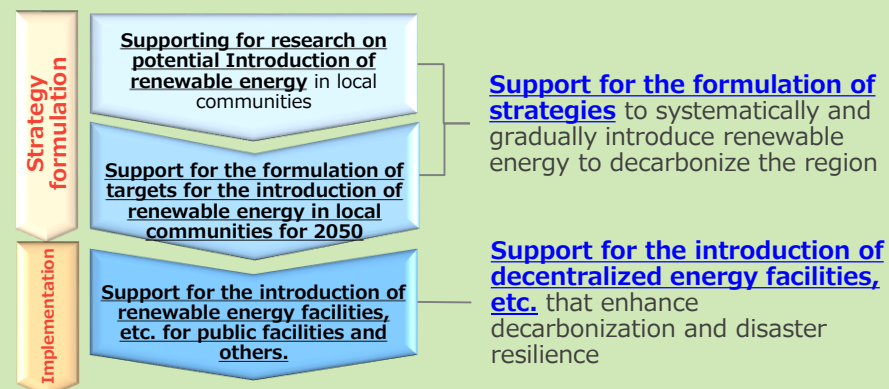 Strategy
formulation
Supporting for research on
potential Introduction of
renewable energy in local
communities
Support for the formulation of
targets for the introduction of
renewable energy in local
communities for 2050
Support for the formulation of
strategies to systematically and
gradually introduce renewable
energy to decarbonize the region
Implementation
Support for the introduction of
renewable energy facilities,
etc. for public facilities and
others.
Support for the introduction of
decentralized energy facilities,
etc. that enhance
decarbonization and disaster
resilience